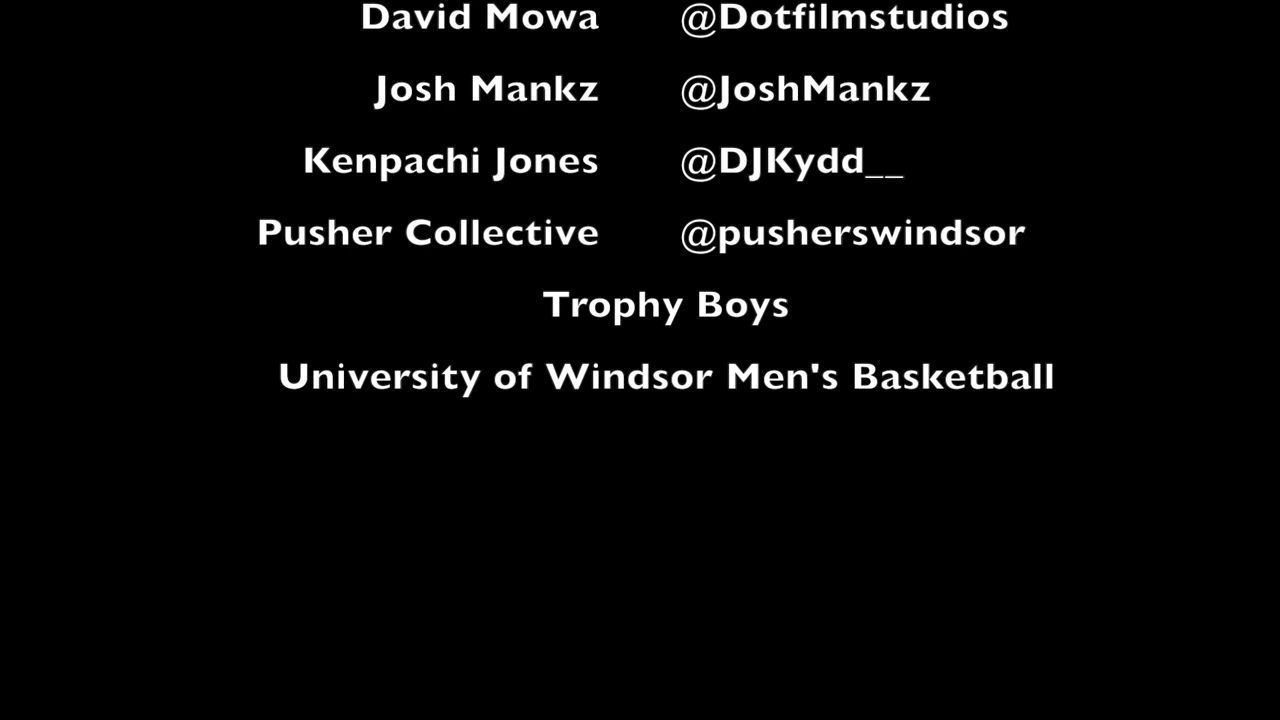 David Mowa @Dotfilmstudios
Josh Mankz @JoshMankz
Kenpachi Jones @DJKydd__
Pusher Collective @pusherswindsor
Trophy Boys
University of Windsor Men's Basketball